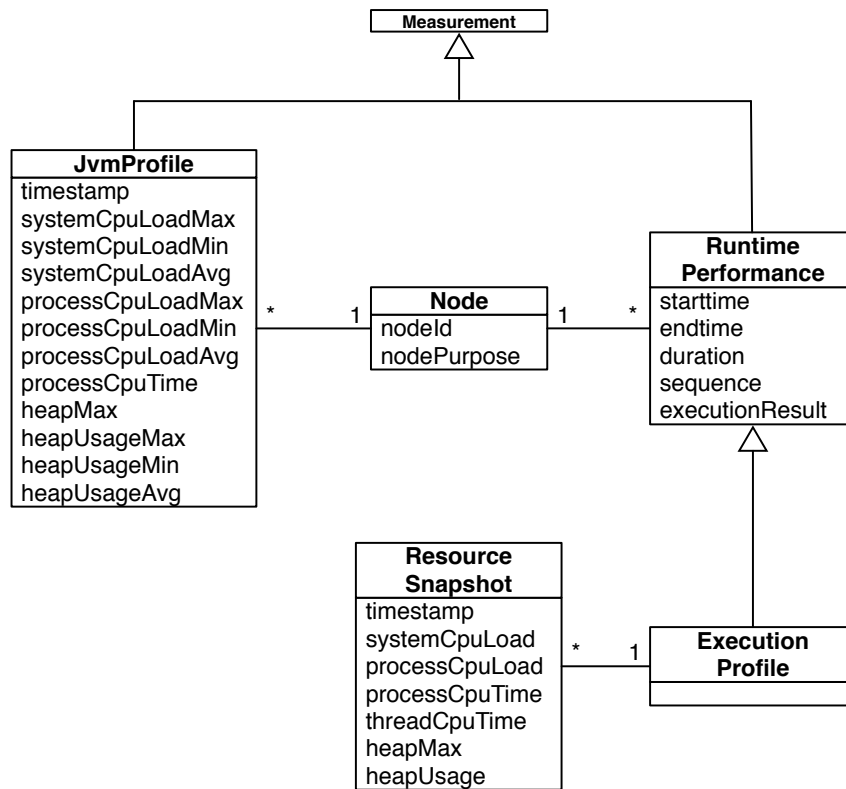 Measurement
JvmProfile
timestamp
systemCpuLoadMax
systemCpuLoadMin
systemCpuLoadAvg
processCpuLoadMax
processCpuLoadMin
processCpuLoadAvg
processCpuTime
heapMax
heapUsageMax
heapUsageMin
heapUsageAvg
* 1
Node
nodeId
nodePurpose
1 *
Runtime
Performance
starttime
endtime
duration
sequence
executionResult
Resource
Snapshot
timestamp
systemCpuLoad
processCpuLoad
processCpuTime
threadCpuTime
heapMax
heapUsage
* 1
Execution
Profile